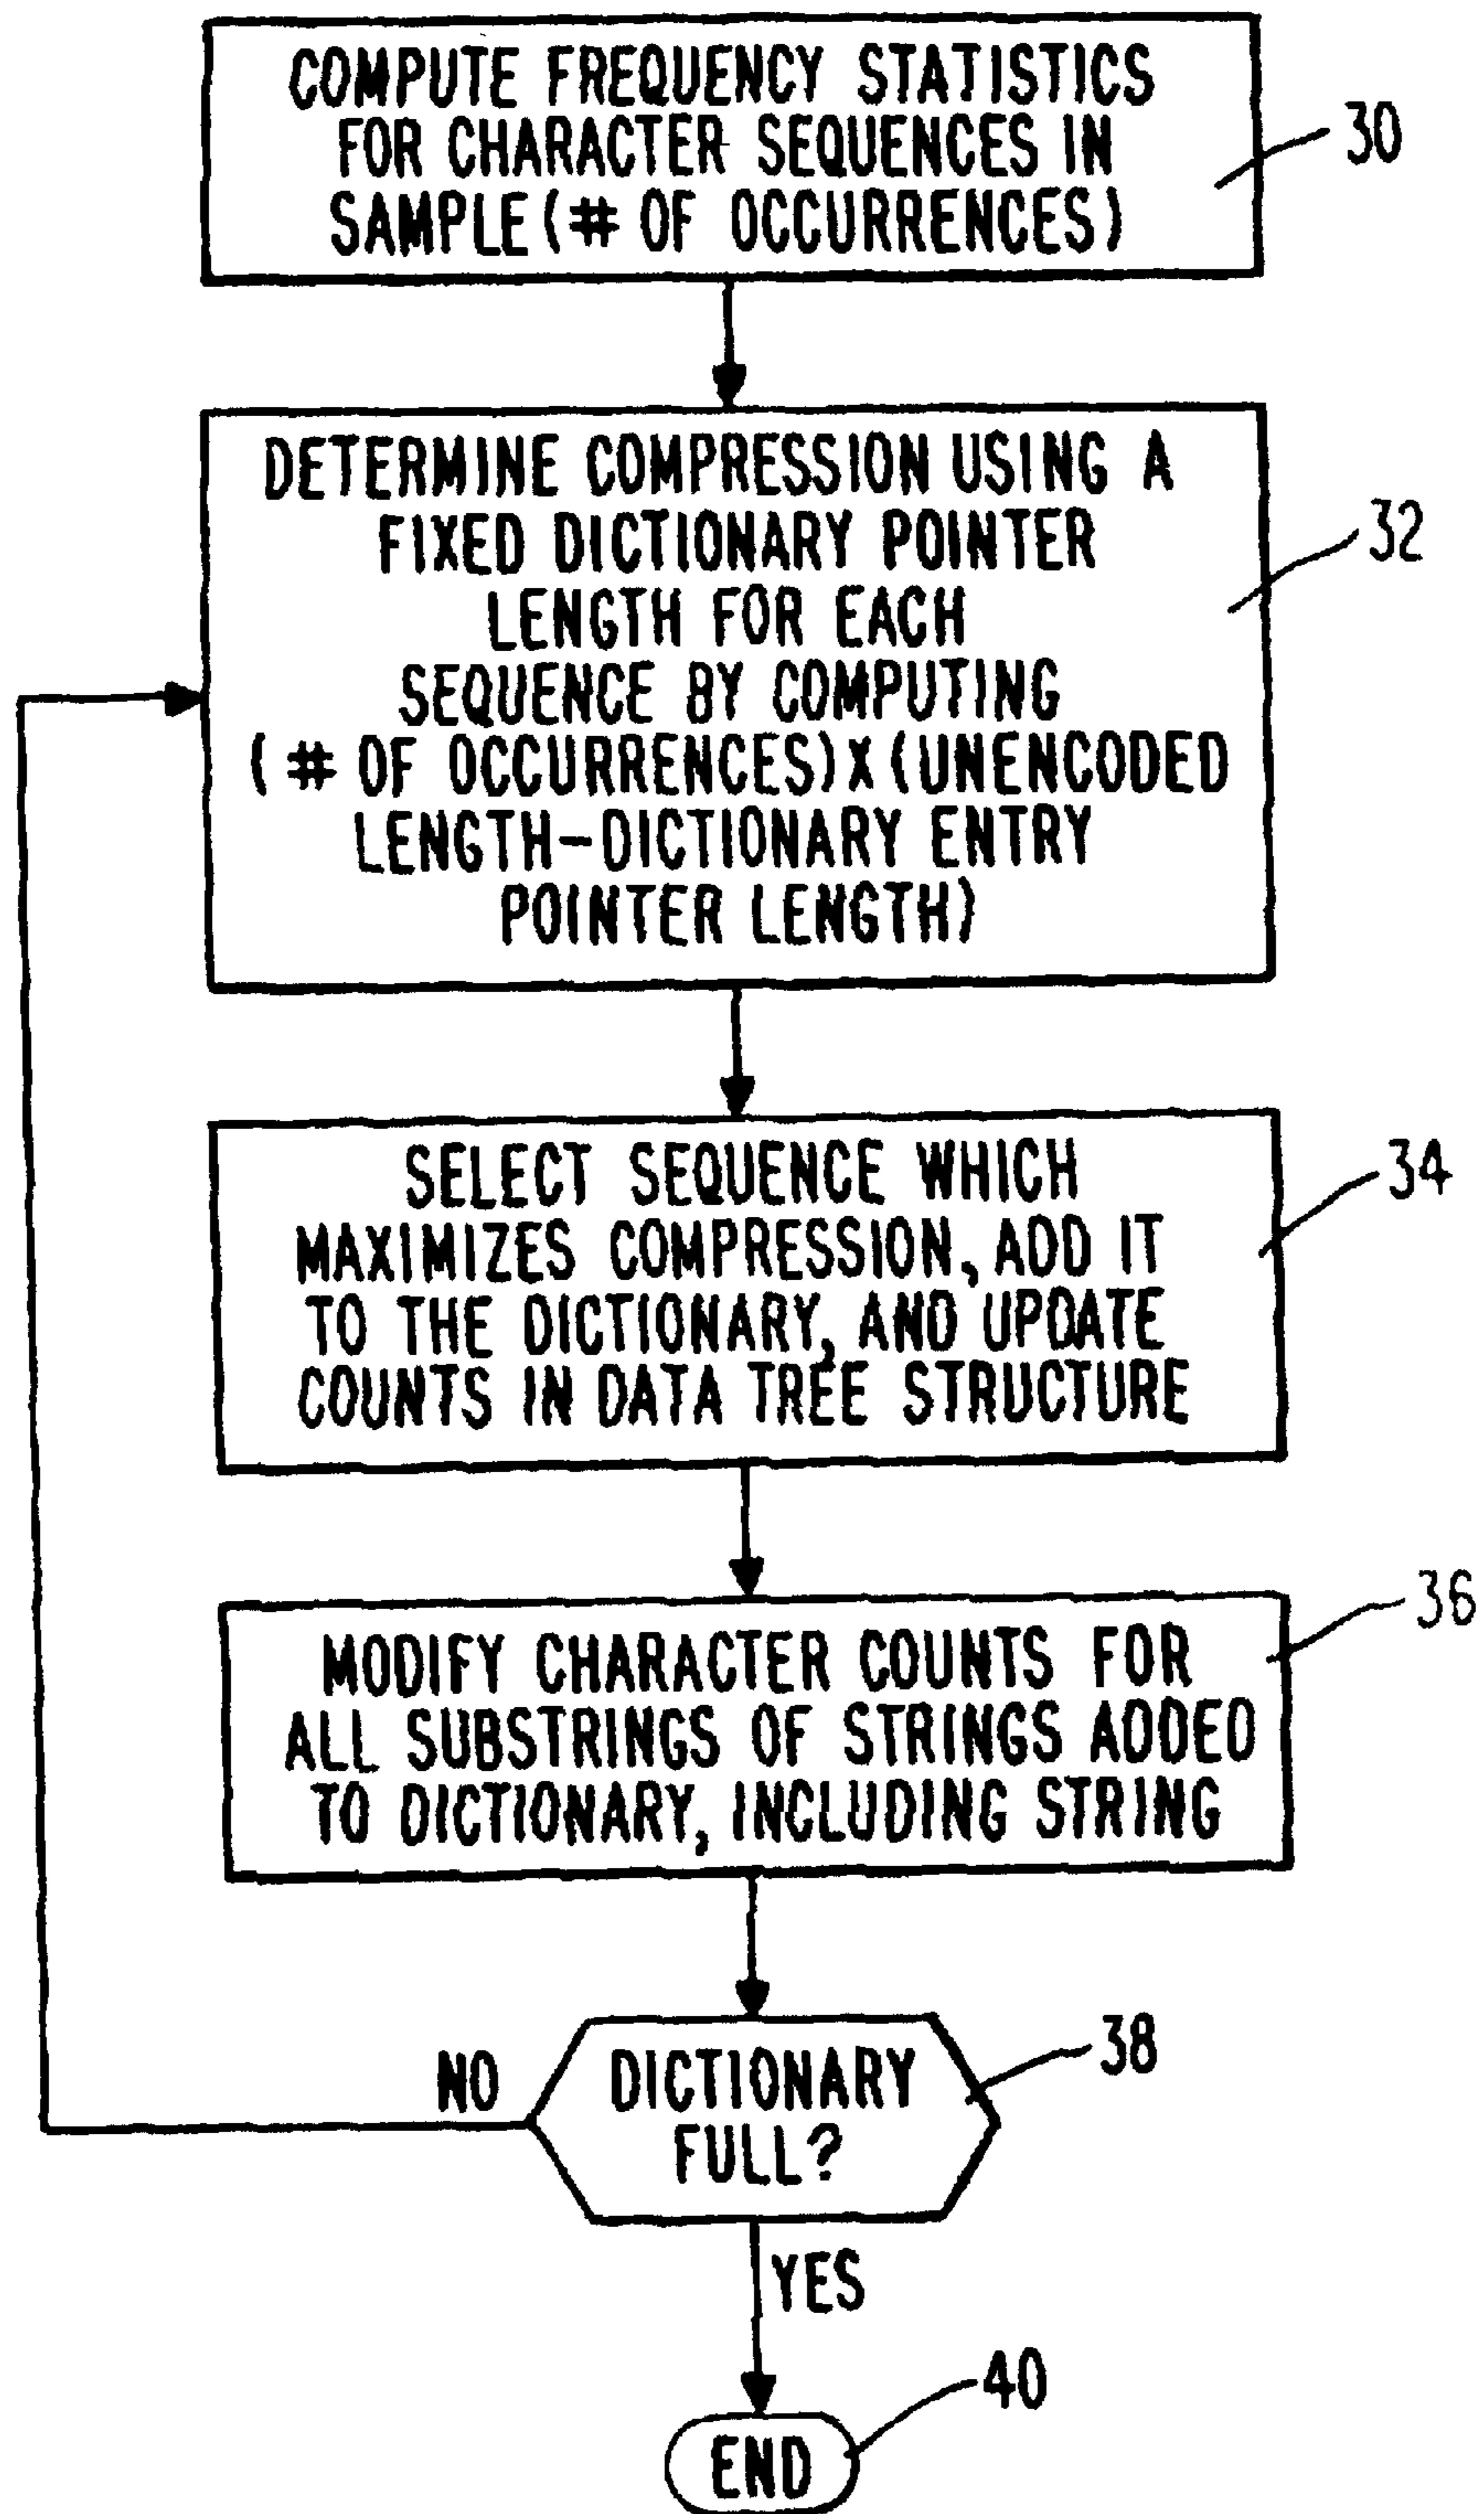 COMPUTE FREQUENCY STATISTICS
FOR CHARACTER SEQUENCES IN
SAMPLE (# OF OCCURRENCES)
30
DETERMINE COMPRESSION USING A
FIXED DICTIONARY POINTER
LENGTH FOR EACH
SEQUENCE BY COMPUTING
(# OF OCCURRENCES) X (UNENCODED
LENGTH-DICTIONARY ENTRY
POINTER LENGTH)
32
SELECT SEQUENCE WHICH
MAXIMIZES COMPRESSION, ADD IT
TO THE DICTIONARY, AND UPDATE
COUNTS IN DATA TREE STRUCTURE
34
MODIFY CHARACTER COUNTS FOR
ALL SUBSTRINGS OF STRINGS ADDED
TO DICTIONARY, INCLUDING STRING
36
DICTIONARY
FULL?
38
NO
YES
END
40